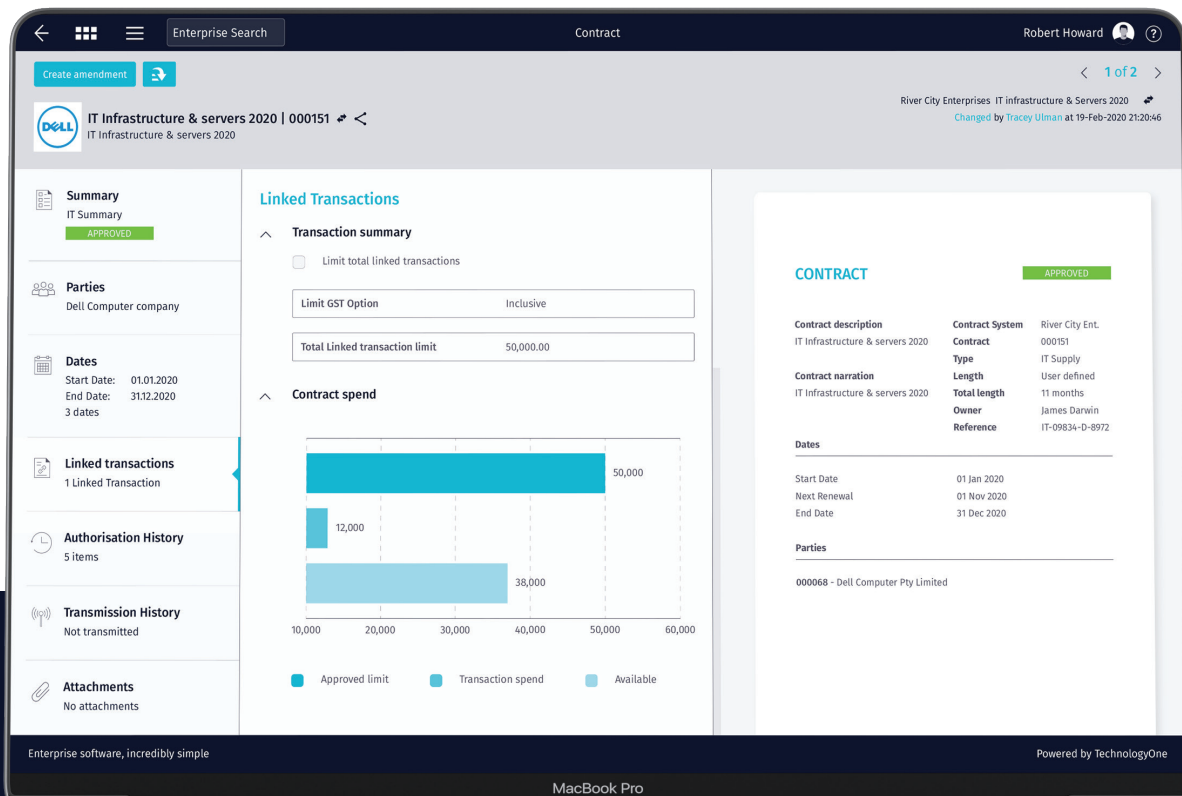 Enterprise Search
Contract
Robert Howard
?
Create amendment
1 of 2
DELL
IT Infrastructure & servers 2020 | 000151
IT Infrastructure & servers 2020
River City Enterprises IT infrastructure & Servers 2020
Changed by Tracey Ulman at 19-Feb-2020 21:20:46
Summary
IT Summary
APPROVED
Parties
Dell Computer company
Dates
Start Date: 01.01.2020
End Date: 31.12.2020
3 dates
Linked transactions
1 Linked Transaction
Authorisation History
5 items
Transmission History
Not transmitted
Attachments
No attachments
Linked Transactions
Transaction summary
Limit total linked transactions
Limit GST Option Inclusive
Total Linked transaction limit 50,000.00
Contract spend
50,000
12,000
38,000
10,000 20,000 30,000 40,000 50,000 60,000
Approved limit Transaction spend Available
CONTRACT APPROVED
Contract description
IT Infrastructure & servers 2020
Contract narration
IT Infrastructure & servers 2020
Contract System River City Ent.
Contract 000151
Type IT Supply
Length User defined
Total length 11 months
Owner James Darwin
Reference IT-09834-D-8972
Dates
Start Date 01 Jan 2020
Next Renewal 01 Nov 2020
End Date 31 Dec 2020
Parties
000068 - Dell Computer Pty Limited
Enterprise software, incredibly simple
Powered by TechnologyOne
MacBook Pro